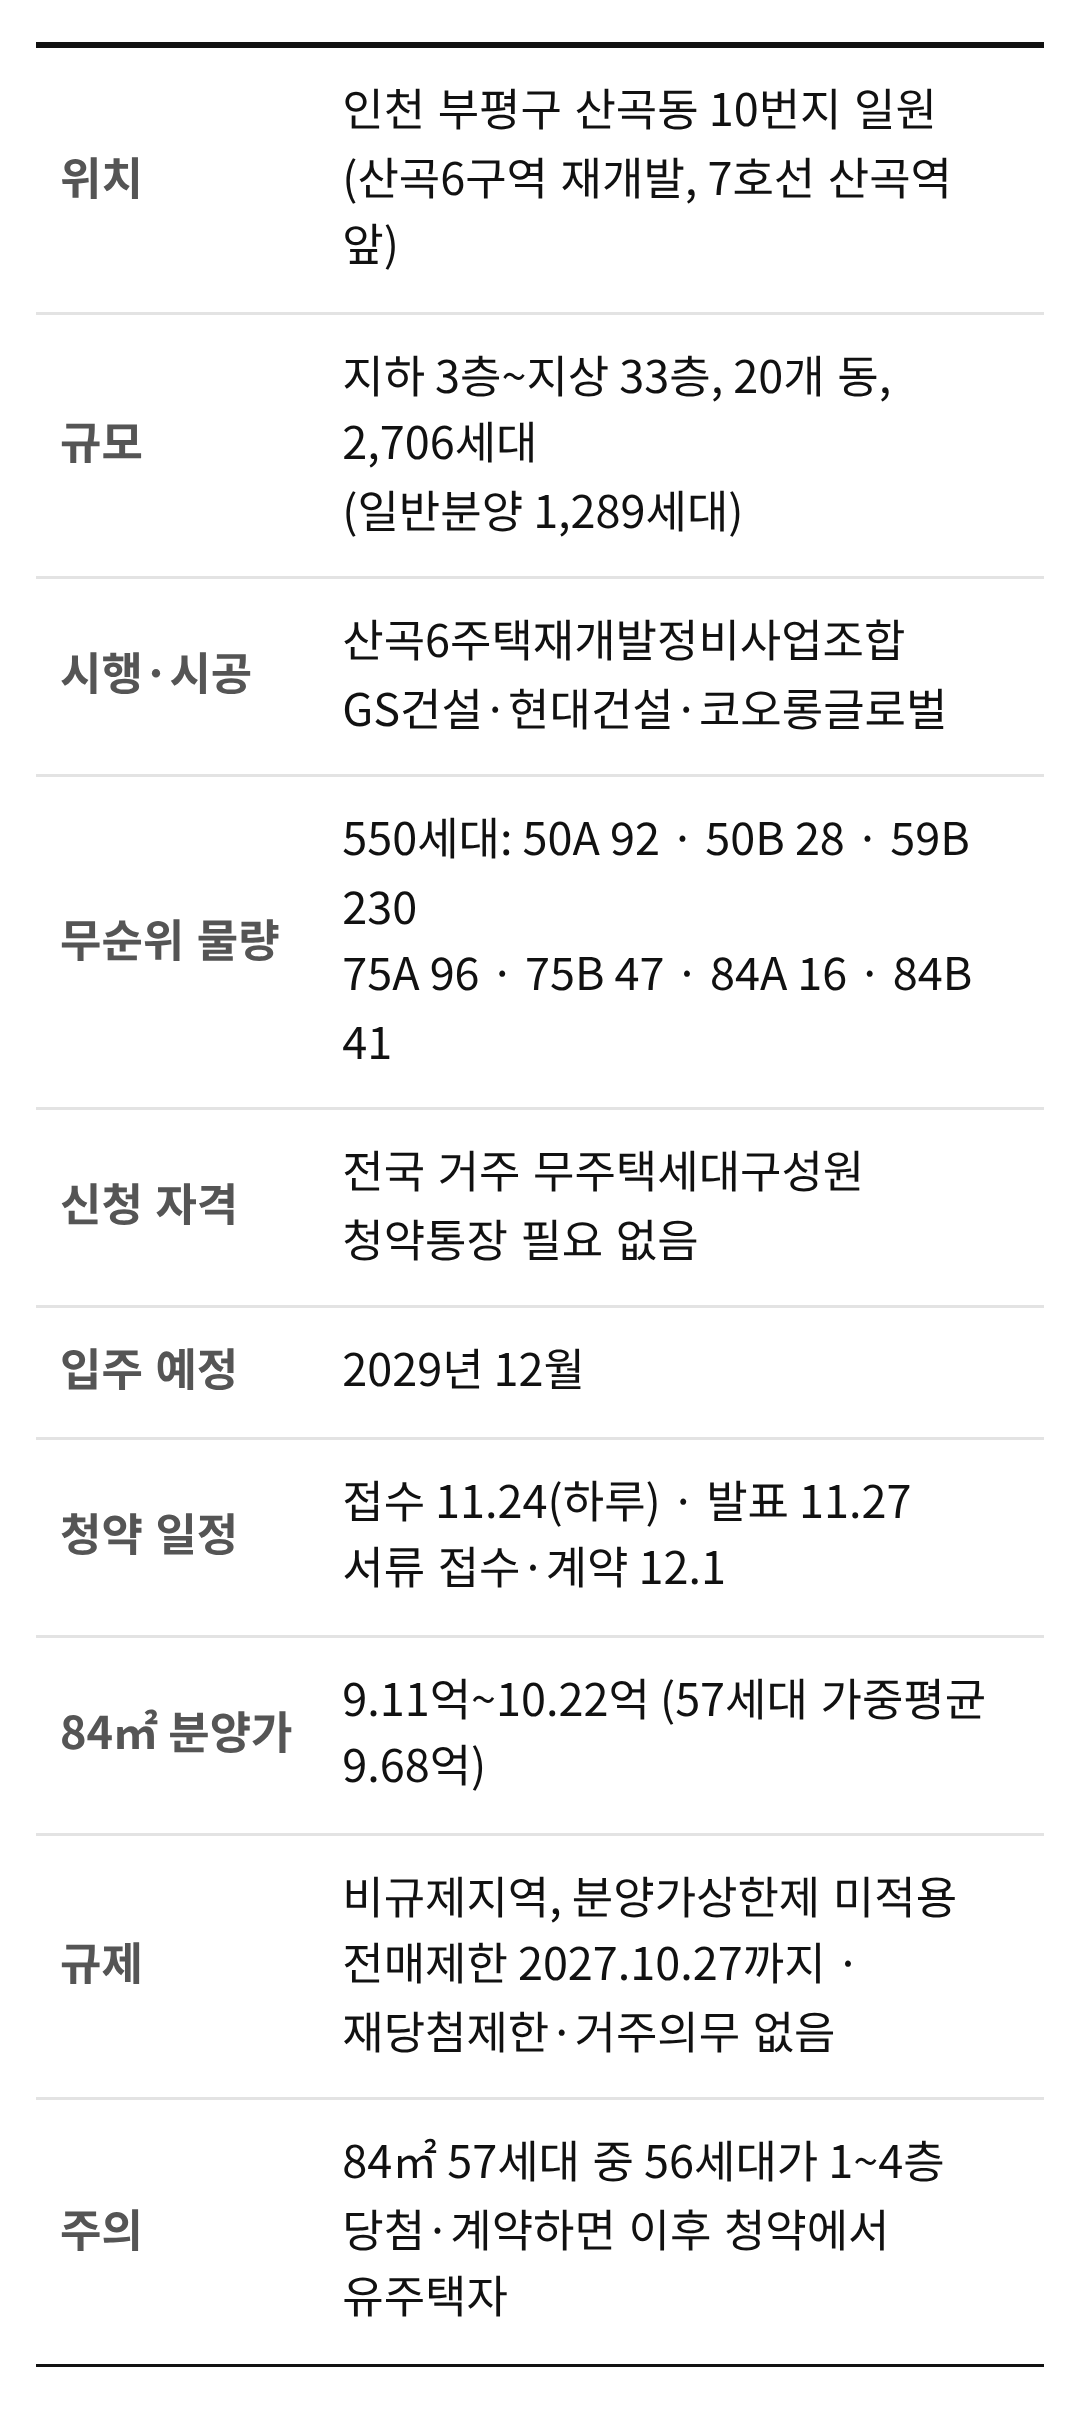 위치
인천 부평구 산곡동 10번지 일원
(산곡6구역 재개발, 7호선 산곡역
앞)
규모
지하 3층~지상 33층, 20개 동,
2,706세대
(일반분양 1,289세대)
시행·시공
산곡6주택재개발정비사업조합
GS건설·현대건설·코오롱글로벌
무순위 물량
550세대: 50A 92 · 50B 28 · 59B
230
75A 96 · 75B 47 · 84A 16 · 84B
41
신청 자격
전국 거주 무주택세대구성원
청약통장 필요 없음
입주 예정
2029년 12월
청약 일정
접수 11.24(하루) · 발표 11.27
서류 접수·계약 12.1
84㎡ 분양가
9.11억~10.22억 (57세대 가중평균
9.68억)
규제
비규제지역, 분양가상한제 미적용
전매제한 2027.10.27까지 ·
재당첨제한·거주의무 없음
주의
84㎡ 57세대 중 56세대가 1~4층
당첨·계약하면 이후 청약에서
유주택자